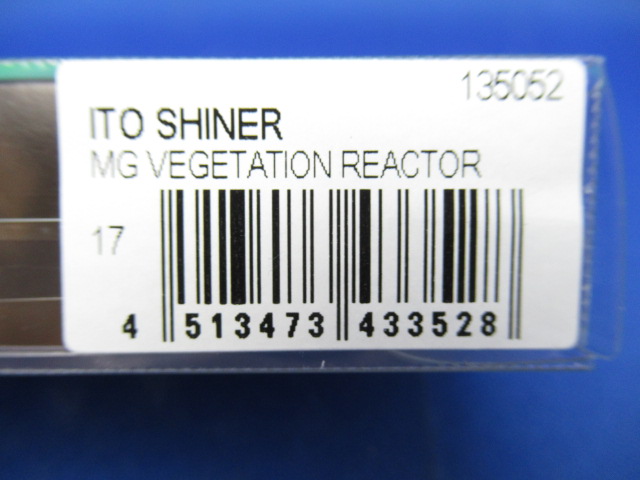 135052
ITO SHINER
MG VEGETATION REACTOR
17
4 513473 433528